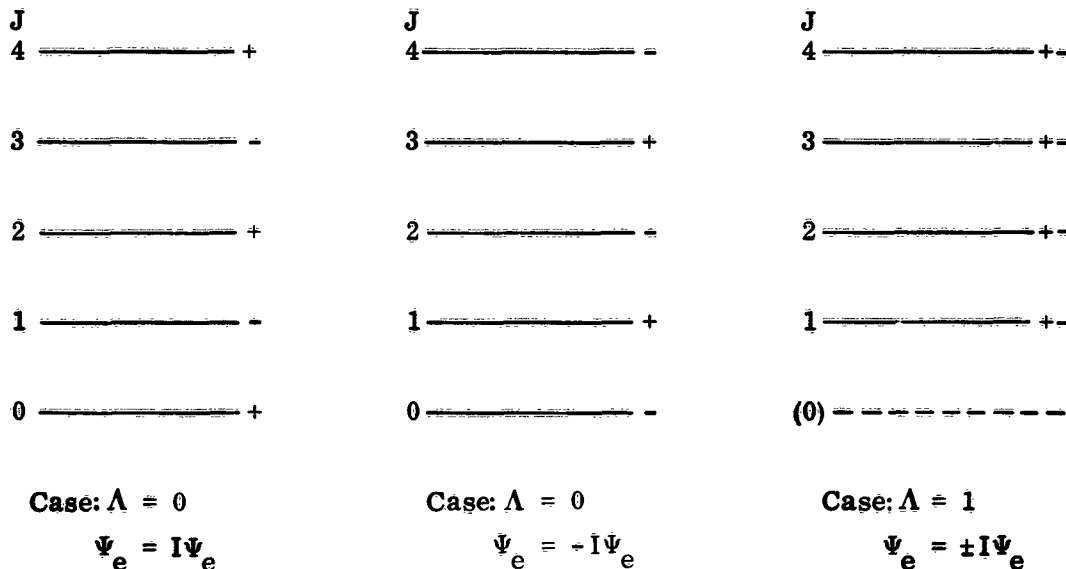 J J J
4 + 4 - 4 +-
3 - 3 + 3 +-
2 + 2 - 2 +-
1 - 1 + 1 +-
0 + 0 - (0)
Case: Λ = 0 Case: Λ = 0 Case: Λ = 1
Ψe = IΨe Ψe = -IΨe Ψe = ±IΨe